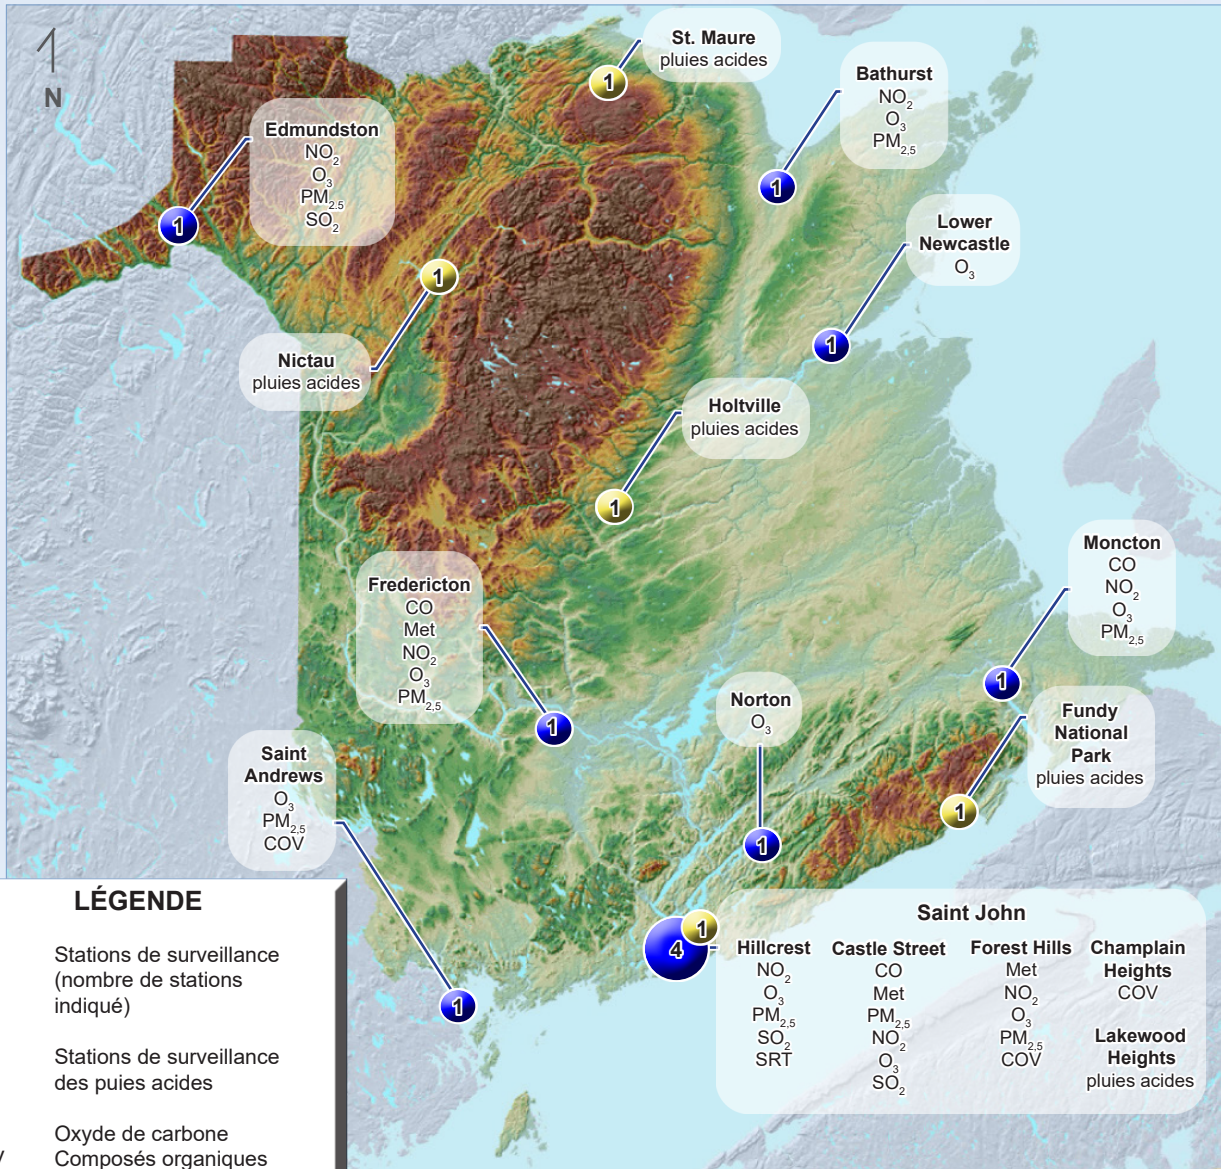 N
St. Maure
pluies acides
1
Bathurst
NO2
O3
PM2,5
1
Edmundston
NO2
O3
PM2.5
SO2
1
Lower
Newcastle
O3
1
1
Nictau
pluies acides
Holtville
pluies acides
1
Moncton
CO
NO2
O3
PM2,5
1
Fredericton
CO
Met
NO2
O3
PM2,5
1
Norton
O3
1
Fundy
National
Park
pluies acides
1
Saint
Andrews
O3
PM2,5
COV
1
4
1
Saint John
Hillcrest
NO2
O3
PM2,5
SO2
SRT
Castle Street
CO
Met
PM2,5
NO2
O3
SO2
Forest Hills
Met
NO2
O3
PM2,5
COV
Champlain
Heights
COV
Lakewood
Heights
pluies acides
LÉGENDE
Stations de surveillance
(nombre de stations
indiqué)
Stations de surveillance
des puies acides
Oxyde de carbone
Composés organiques